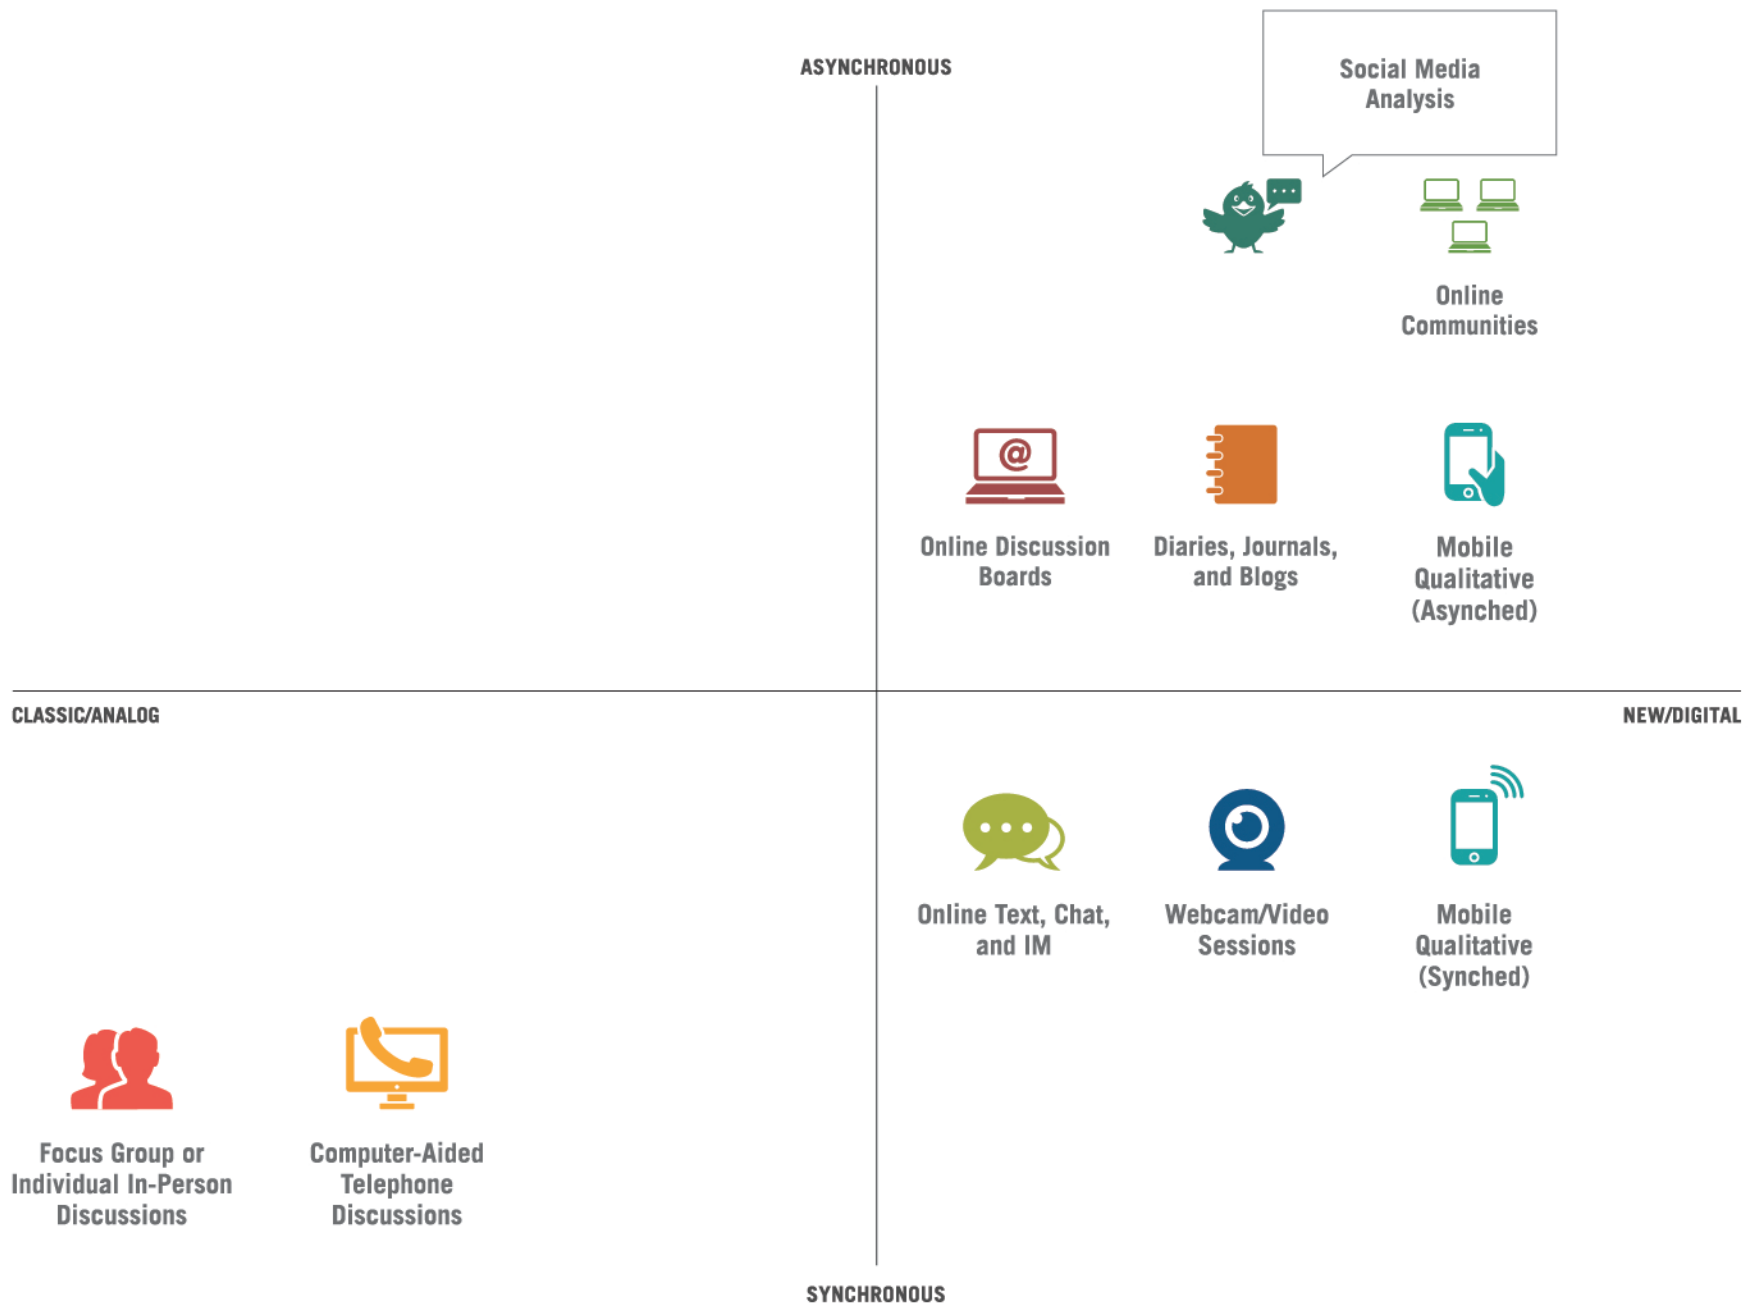 ASYNCHRONOUS
Social Media
Analysis
Online
Communities
@
Online Discussion
Boards
Diaries, Journals,
and Blogs
Mobile
Qualitative
(Asynched)
CLASSIC/ANALOG
NEW/DIGITAL
Online Text, Chat,
and IM
Webcam/Video
Sessions
Mobile
Qualitative
(Synched)
Focus Group or
Individual In-Person
Discussions
Computer-Aided
Telephone
Discussions
SYNCHRONOUS